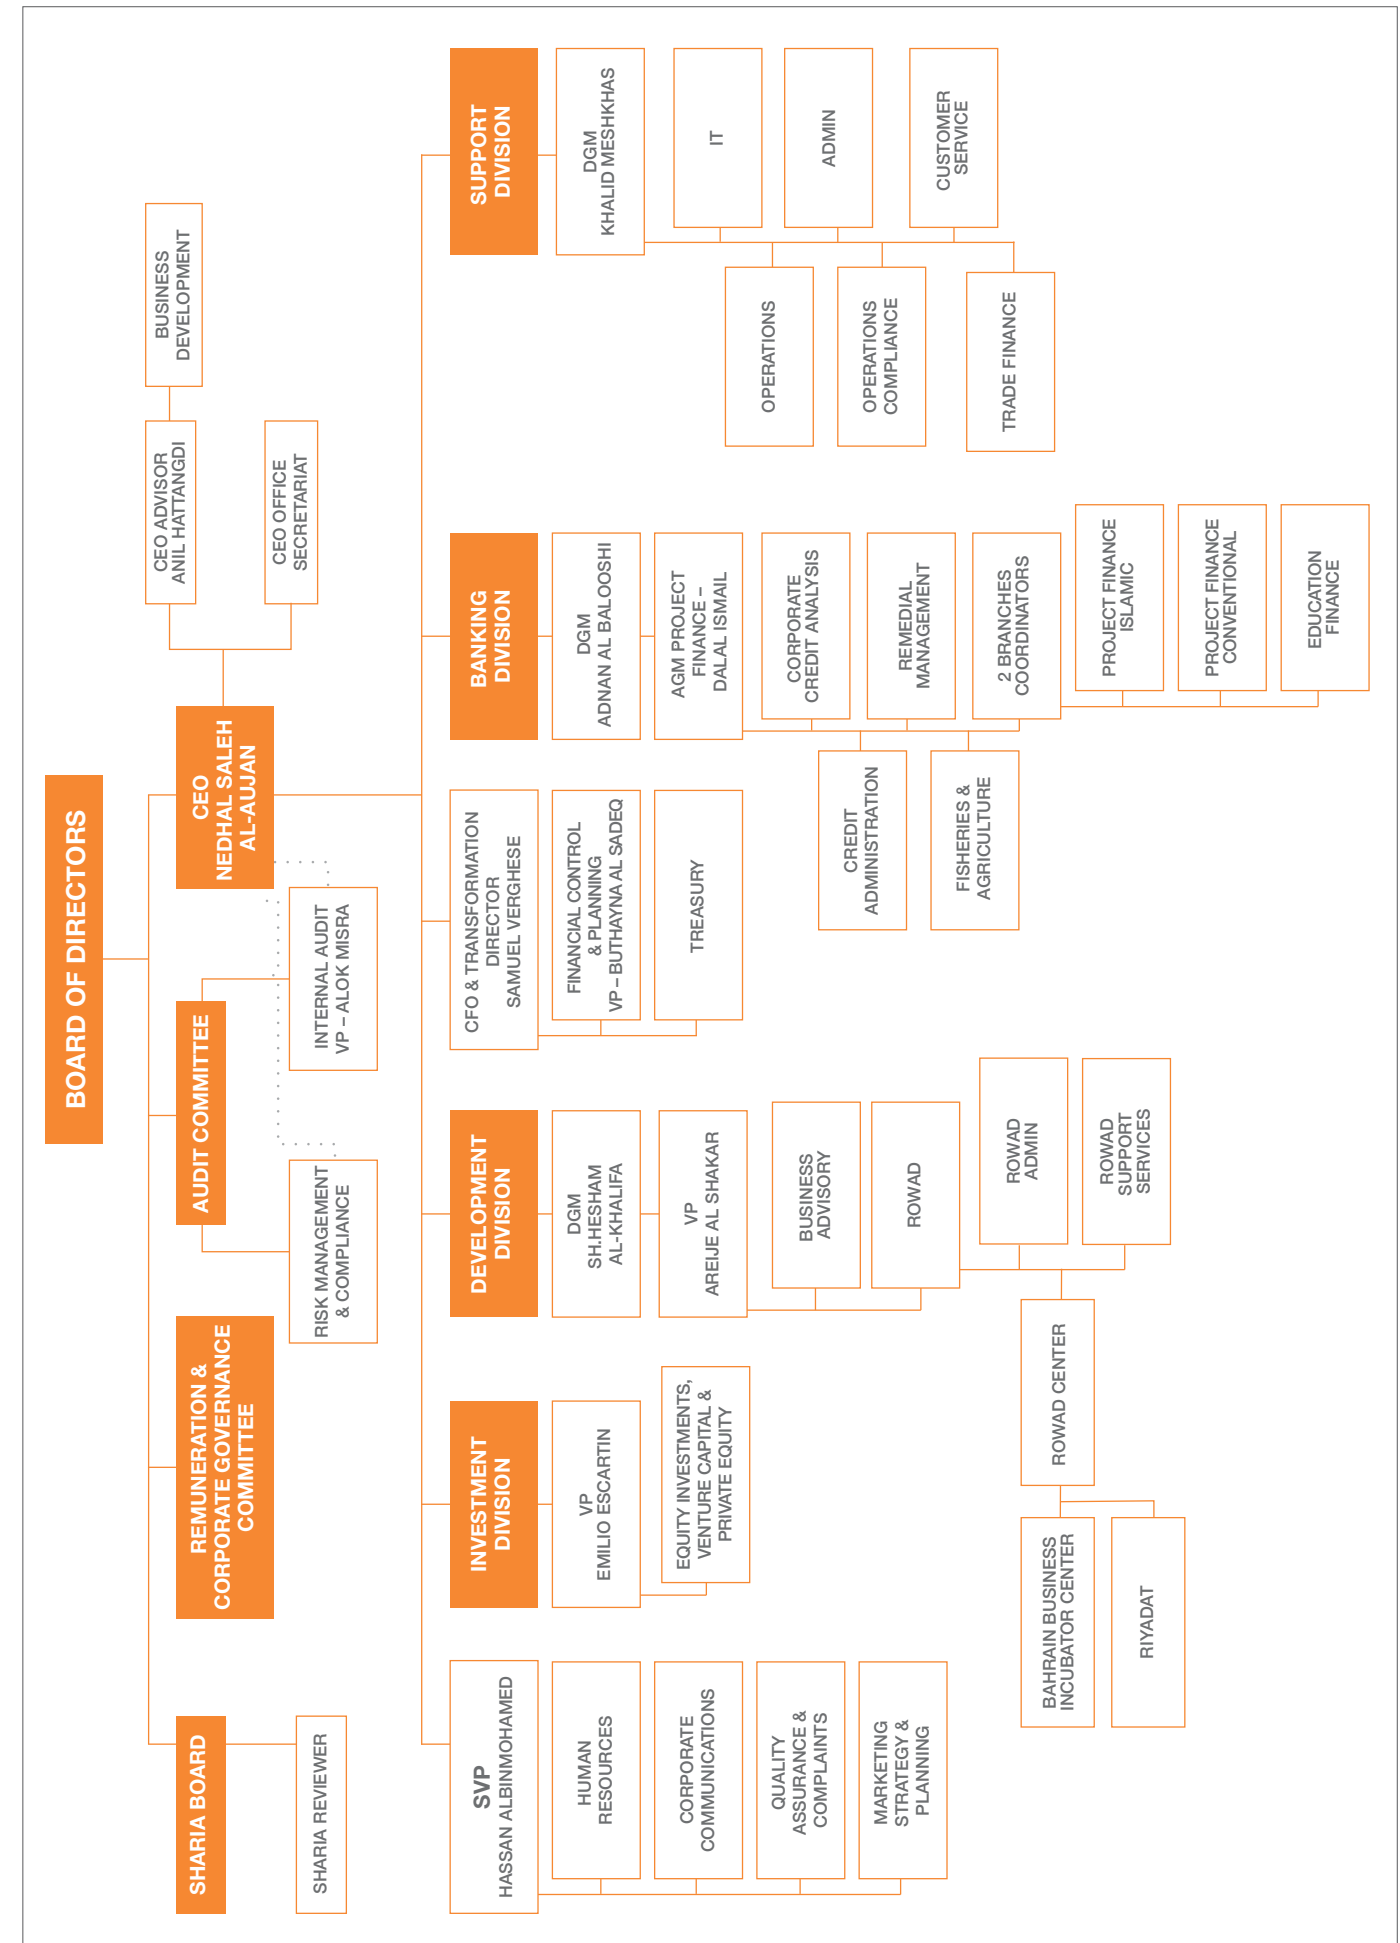 BOARD OF DIRECTORS
SHARIA BOARD
REMUNERATION &
CORPORATE GOVERNANCE
COMMITTEE
AUDIT COMMITTEE
CEO
NEDHAL SALEH
AL-AUJAN
CEO ADVISOR
ANIL HATTANGDI
BUSINESS
DEVELOPMENT
CEO OFFICE
SECRETARIAT
SHARIA REVIEWER
RISK MANAGEMENT
& COMPLIANCE
INTERNAL AUDIT
VP – ALOK MISRA
SVP
HASSAN ALBINMOHAMED
HUMAN
RESOURCES
CORPORATE
COMMUNICATIONS
QUALITY
ASSURANCE &
COMPLAINTS
MARKETING
STRATEGY &
PLANNING
INVESTMENT
DIVISION
VP
EMILIO ESCARTIN
EQUITY INVESTMENTS,
VENTURE CAPITAL &
PRIVATE EQUITY
DEVELOPMENT
DIVISION
DGM
SH.HESHAM
AL-KHALIFA
VP
AREIJE AL SHAKAR
BUSINESS
ADVISORY
ROWAD
ROWAD
ADMIN
ROWAD
SUPPORT
SERVICES
ROWAD CENTER
BAHRAIN BUSINESS
INCUBATOR CENTER
RIYADAT
CFO & TRANSFORMATION
DIRECTOR
SAMUEL VERGHESE
FINANCIAL CONTROL
& PLANNING
VP – BUTHAYNA AL SADEQ
TREASURY
BANKING
DIVISION
DGM
ADNAN AL BALOOSHI
AGM PROJECT
FINANCE –
DALAL ISMAIL
CORPORATE
CREDIT ANALYSIS
CREDIT
ADMINISTRATION
REMEDIAL
MANAGEMENT
FISHERIES &
AGRICULTURE
2 BRANCHES
COORDINATORS
PROJECT FINANCE
ISLAMIC
PROJECT FINANCE
CONVENTIONAL
EDUCATION
FINANCE
SUPPORT
DIVISION
DGM
KHALID MESHKHAS
IT
OPERATIONS
ADMIN
OPERATIONS
COMPLIANCE
CUSTOMER
SERVICE
TRADE FINANCE